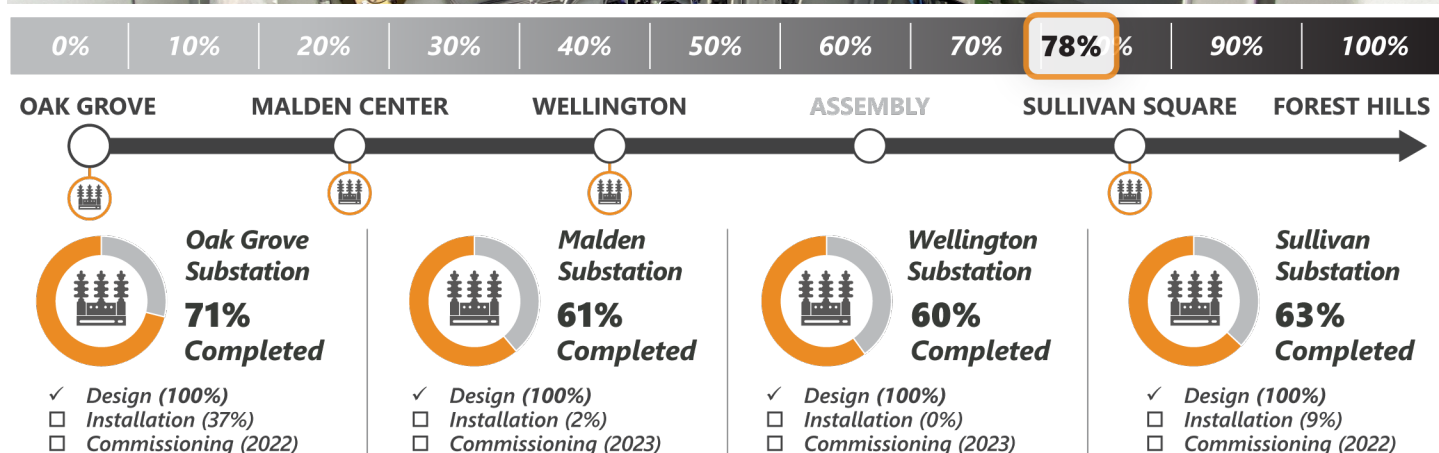 0% 10% 20% 30% 40% 50% 60% 70% 78% % 90% 100%
OAK GROVE MALDEN CENTER WELLINGTON ASSEMBLY SULLIVAN SQUARE FOREST HILLS
Oak Grove
Substation
71%
Completed
✓ Design (100%)
☐ Installation (37%)
☐ Commissioning (2022)
Malden
Substation
61%
Completed
✓ Design (100%)
☐ Installation (2%)
☐ Commissioning (2023)
Wellington
Substation
60%
Completed
✓ Design (100%)
☐ Installation (0%)
☐ Commissioning (2023)
Sullivan
Substation
63%
Completed
✓ Design (100%)
☐ Installation (9%)
☐ Commissioning (2022)